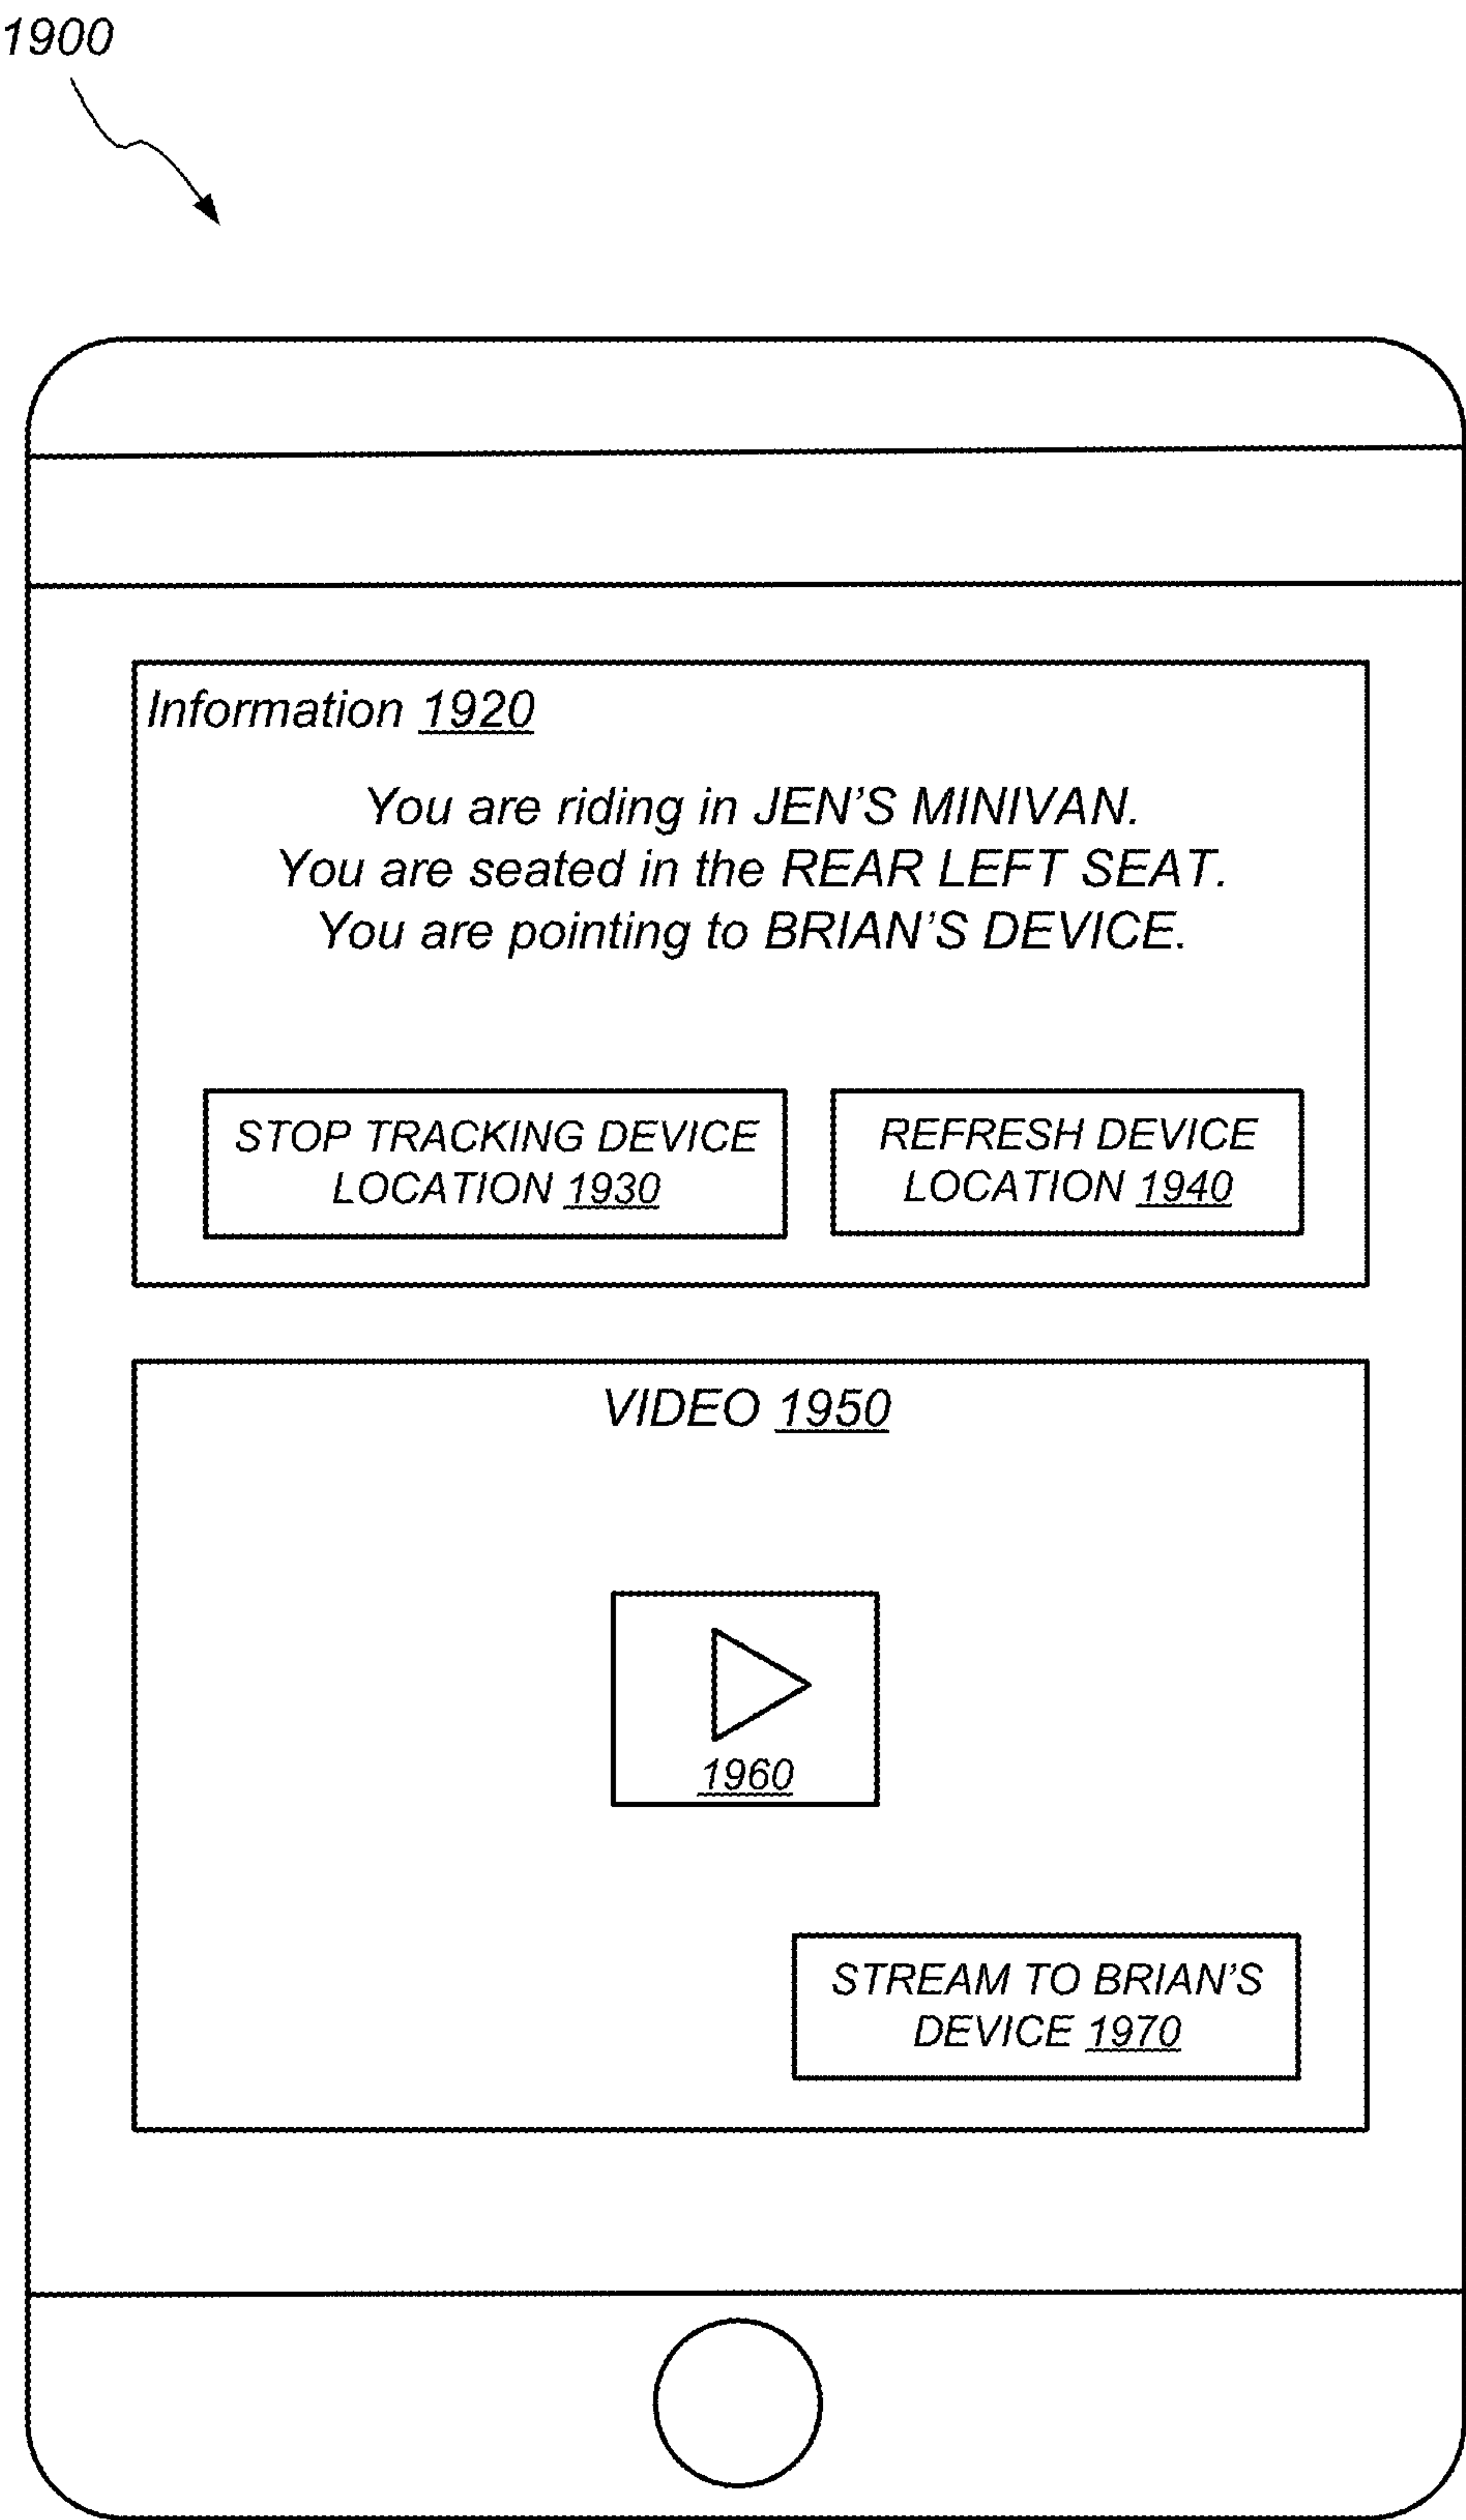 1900
Information 1920
You are riding in JEN’S MINIVAN.
You are seated in the REAR LEFT SEAT.
You are pointing to BRIAN’S DEVICE.
STOP TRACKING DEVICE
LOCATION 1930
REFRESH DEVICE
LOCATION 1940
VIDEO 1950
1960
STREAM TO BRIAN’S
DEVICE 1970